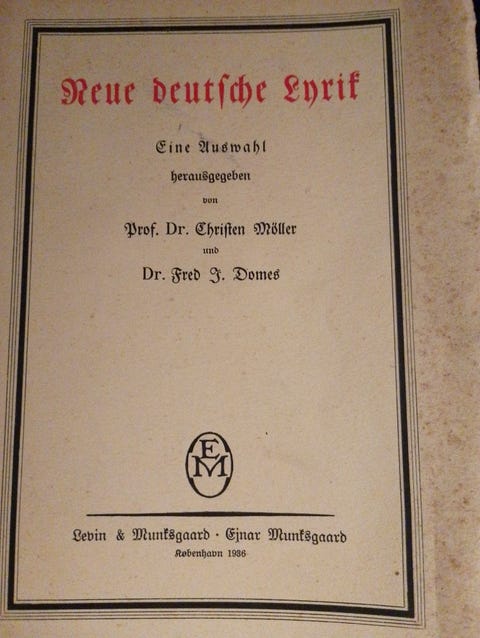 Neue deutsche Lyrik
Eine Auswahl
herausgegeben
von
Prof. Dr. Christen Möller
und
Dr. Fred J. Domes
EM
Levin & Munksgaard · Ejnar Munksgaard
København 1936